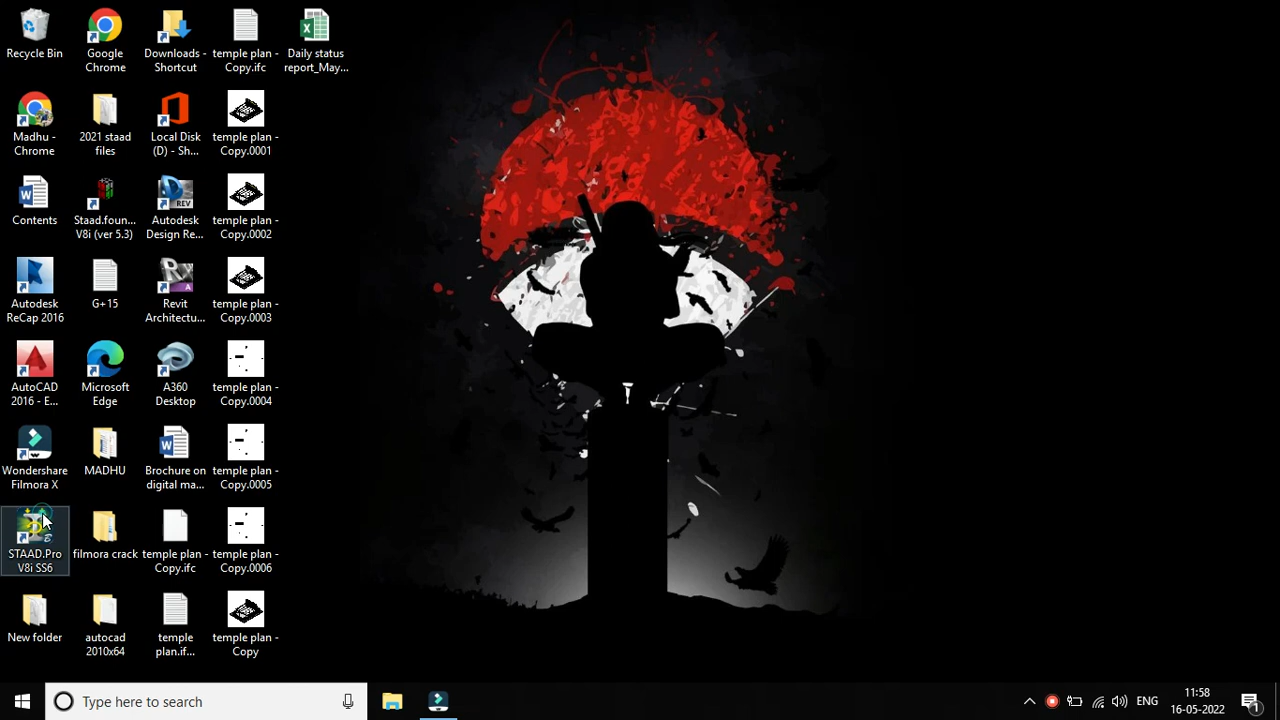 Recycle Bin
Google
Chrome
Downloads -
Shortcut
temple plan -
Copy.ifc
Daily status
report_May...
Madhu -
Chrome
2021 staad
files
Local Disk
(D) - Sh...
temple plan -
Copy.0001
Contents
Staad.foun...
V8i (ver 5.3)
Autodesk
Design Re...
temple plan -
Copy.0002
Autodesk
ReCap 2016
G+15
Revit
Architectu...
temple plan -
Copy.0003
AutoCAD
2016 - E...
Microsoft
Edge
A360
Desktop
temple plan -
Copy.0004
Wondershare
Filmora X
MADHU
Brochure on
digital ma...
temple plan -
Copy.0005
STAAD.Pro
V8i SS6
filmora crack
temple plan -
Copy.ifc
temple plan -
Copy.0006
New folder
autocad
2010x64
temple
plan.if...
temple plan -
Copy
Type here to search
ENG
11:58
16-05-2022
1